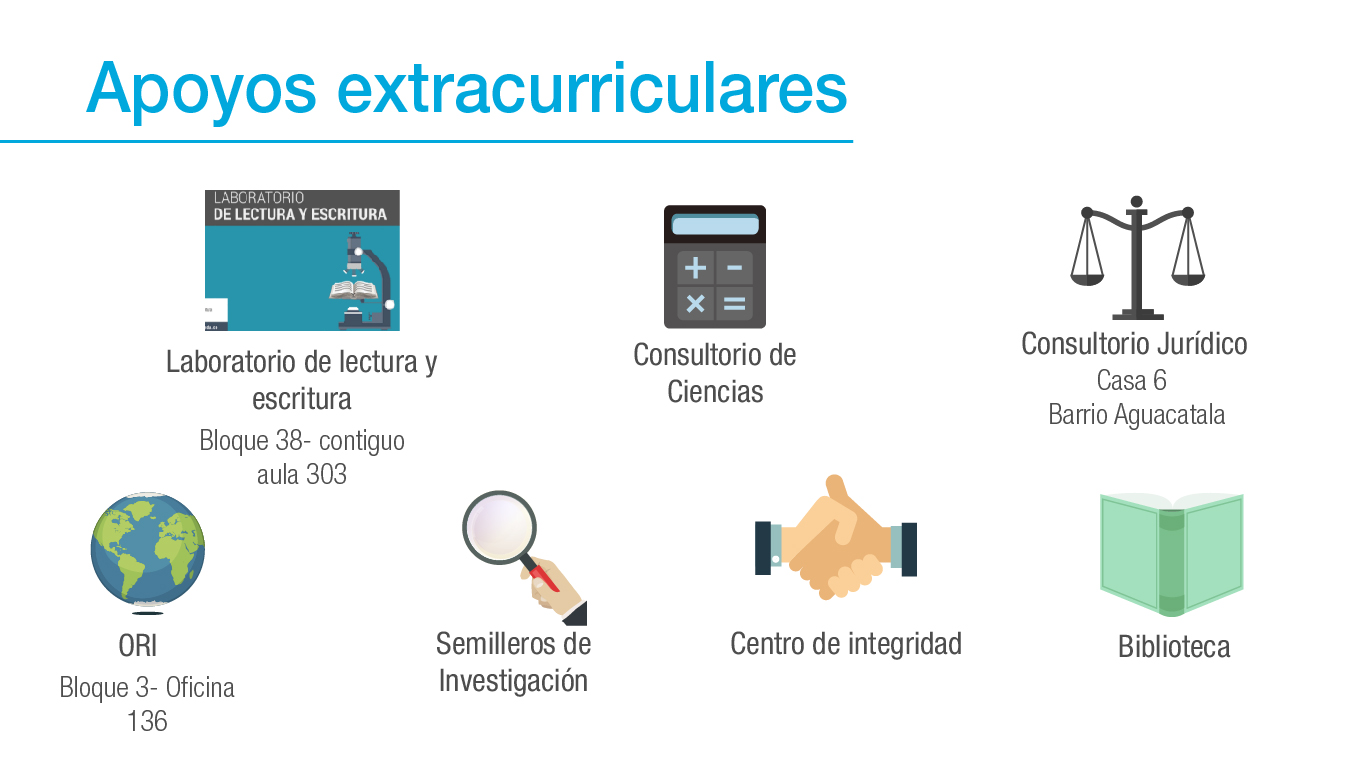 Apoyos extracurriculares
LABORATORIO
DE LECTURA Y ESCRITURA
Laboratorio de lectura y
escritura
Bloque 38- contiguo
aula 303
Consultorio de
Ciencias
Consultorio Jurídico
Casa 6
Barrio Aguacatala
ORI
Bloque 3- Oficina
136
Semilleros de
Investigación
Centro de integridad
Biblioteca